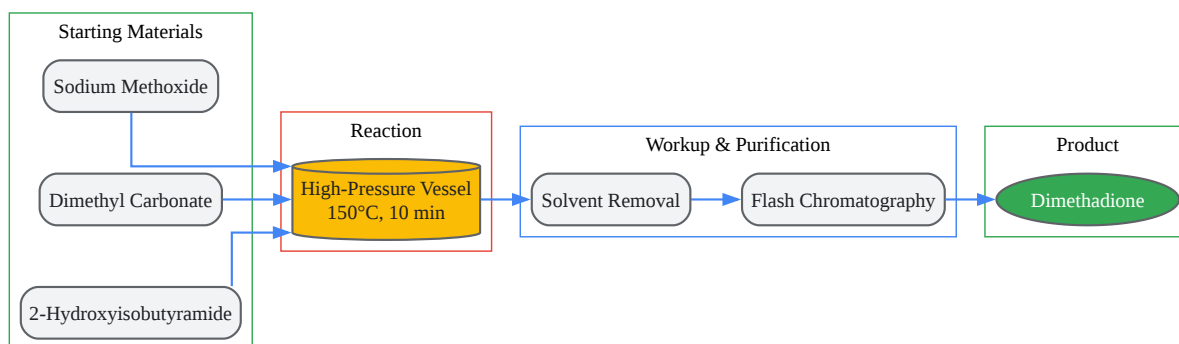 Starting Materials
Sodium Methoxide
Dimethyl Carbonate
2-Hydroxyisobutyramide
Reaction
High-Pressure Vessel
150°C, 10 min
Workup & Purification
Solvent Removal
Flash Chromatography
Product
Dimethadione